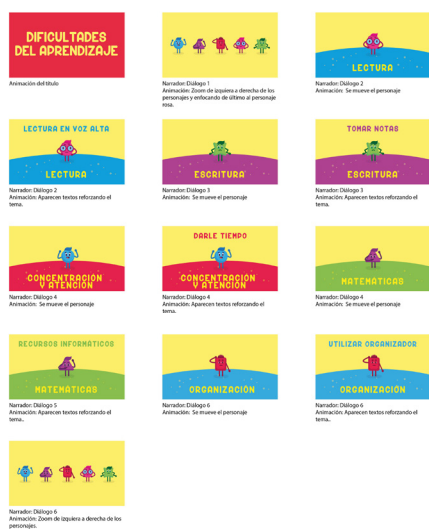 DIFICULTADES
DEL APRENDIZAJE
Animación del título
Narrador: Diálogo 1
Animación: Zoom de izquiera a derecha de los
personajes y enfocando de último al personaje
rosa.
LECTURA
Narrador: Diálogo 2
Animación: Se mueve el personaje
LECTURA EN VOZ ALTA
LECTURA
Narrador: Diálogo 2
Animación: Aparecen textos reforzando el
tema.
ESCRITURA
Narrador: Diálogo 3
Animación: Se mueve el personaje
TOMAR NOTAS
ESCRITURA
Narrador: Diálogo 3
Animación: Aparecen textos reforzando el
tema.
CONCENTRACIÓN
Y ATENCIÓN
Narrador: Diálogo 4
Animación: Se mueve el personaje
DARLE TIEMPO
CONCENTRACIÓN
Y ATENCIÓN
Narrador: Diálogo 4
Animación: Aparecen textos reforzando el
tema.
MATEMÁTICAS
Narrador: Diálogo 4
Animación: Se mueve el personaje
RECURSOS INFORMÁTICOS
MATEMÁTICAS
Narrador: Diálogo 5
Animación: Aparecen textos reforzando el
tema..
ORGANIZACIÓN
Narrador: Diálogo 6
Animación: Se mueve el personaje
UTILIZAR ORGANIZADOR
ORGANIZACIÓN
Narrador: Diálogo 6
Animación: Aparecen textos reforzando el
tema..
Narrador: Diálogo 6
Animación: Zoom de izquiera a derecha de los
personajes.